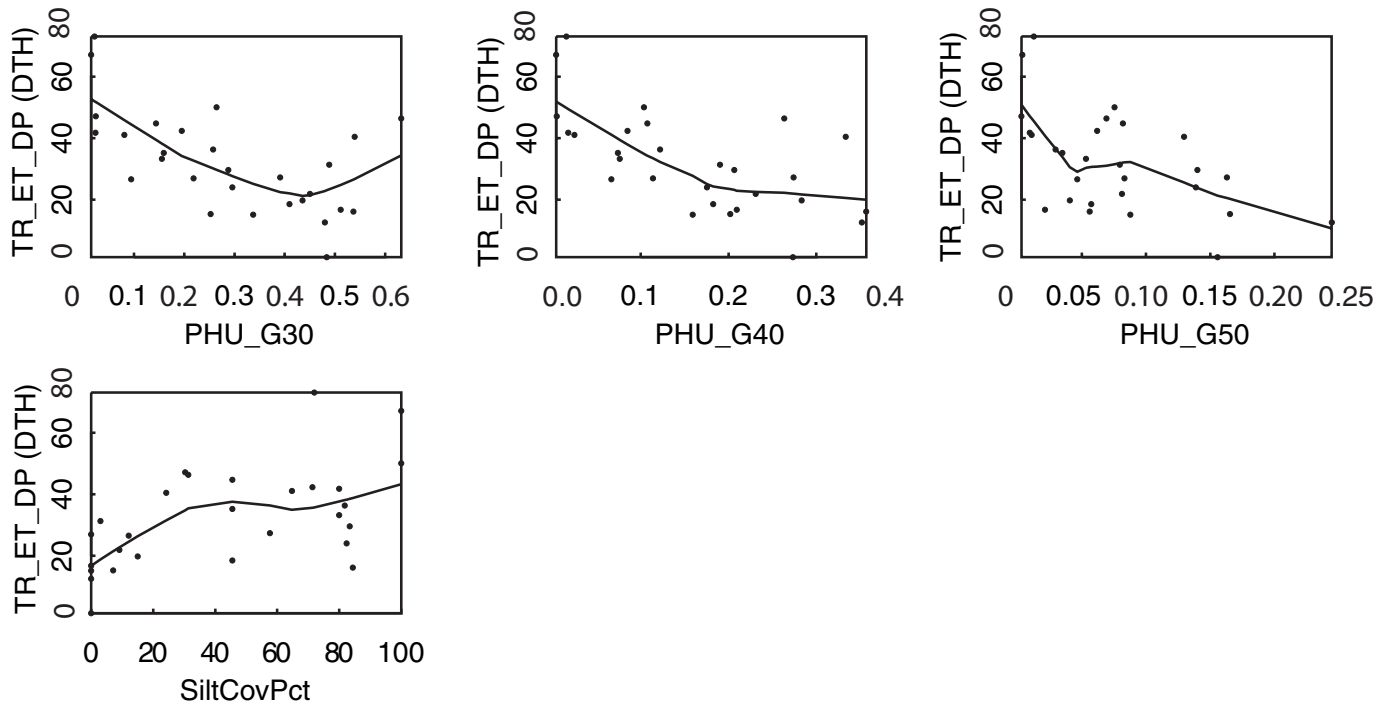 TR_ET_DP (DTH)
0 20 40 60 80
0 0.1 0.2 0.3 0.4 0.5 0.6
PHU_G30
TR_ET_DP (DTH)
0 20 40 60 80
0.0 0.1 0.2 0.3 0.4
PHU_G40
TR_ET_DP (DTH)
0 20 40 60 80
0 0.05 0.10 0.15 0.20 0.25
PHU_G50
TR_ET_DP (DTH)
0 20 40 60 80
0 20 40 60 80 100
SiltCovPct